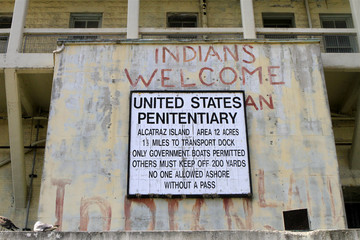 INDIANS
WELCOME
UNITED STATES
PENITENTIARY
ALCATRAZ ISLAND AREA 12 ACRES
1½ MILES TO TRANSPORT DOCK
ONLY GOVERNMENT BOATS PERMITTED
OTHERS MUST KEEP OFF 200 YARDS
NO ONE ALLOWED ASHORE
WITHOUT A PASS